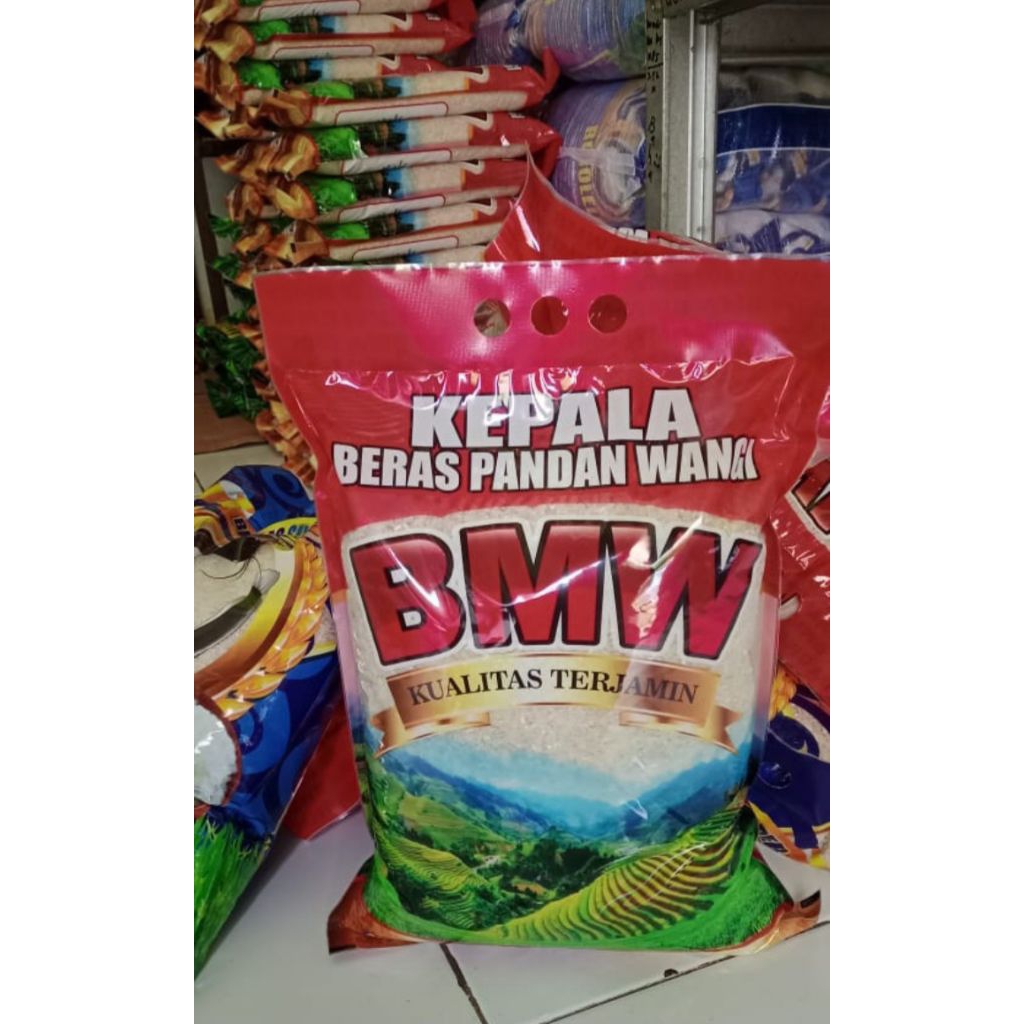 KEPALA
BERAS PANDAN WANGI
BMW
KUALITAS TERJAMIN